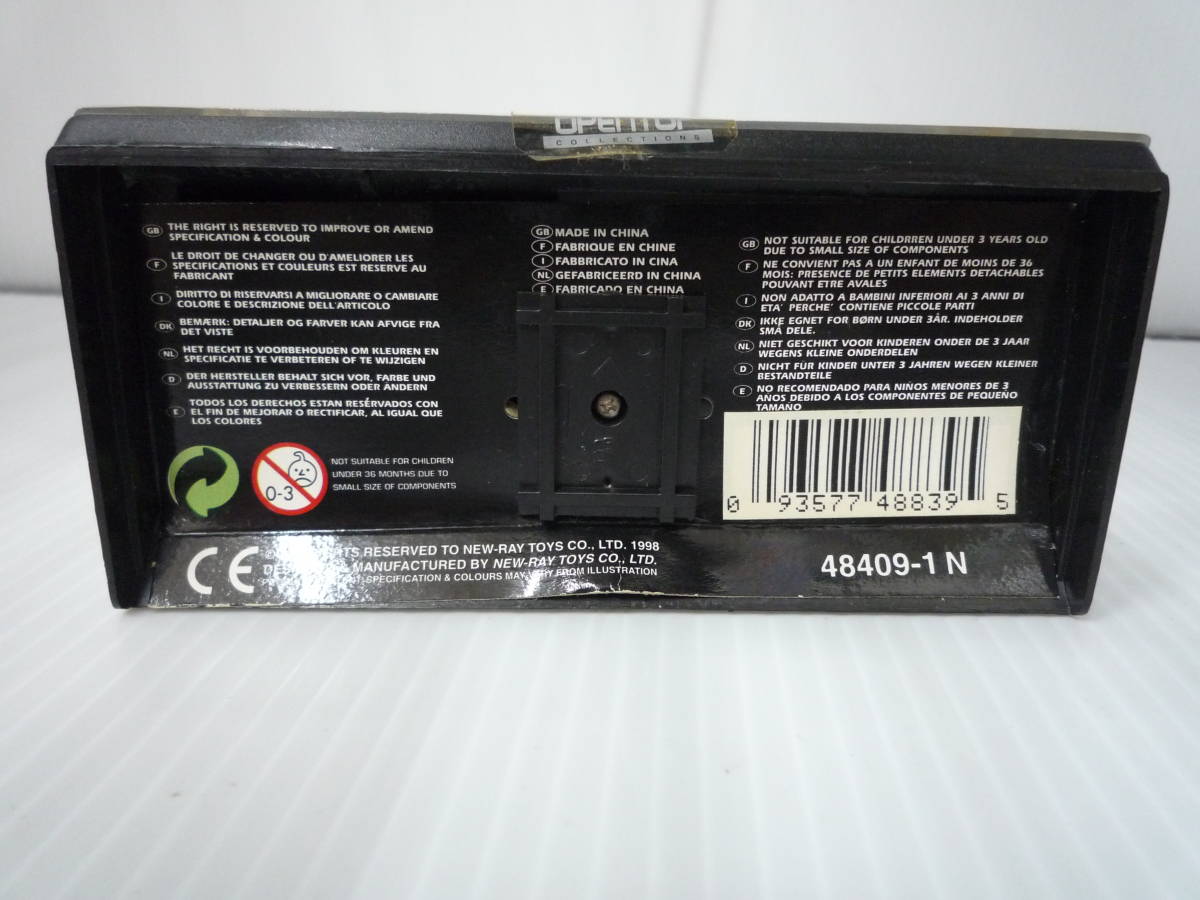 OPENTOP
COLLECTIONS
GB THE RIGHT IS RESERVED TO IMPROVE OR AMEND
SPECIFICATION & COLOUR
F LE DROIT DE CHANGER OU D'AMELIORER LES
SPECIFICATIONS ET COULEURS EST RESERVE AU
FABRICANT
I DIRITTO DI RISERVARSI A MIGLIORARE O CAMBIARE
COLORE E DESCRIZIONE DELL'ARTICOLO
DK BEMÆRK: DETALJER OG FARVER KAN AFVIGE FRA
DET VISTE
NL HET RECHT IS VOORBEHOUDEN OM KLEUREN EN
SPECIFICATIE TE VERBETEREN OF TE WIJZIGEN
D DER HERSTELLER BEHALT SICH VOR, FARBE UND
AUSSTATTUNG ZU VERBESSERN ODER ÄNDERN
E TODOS LOS DERECHOS ESTAN RESÉRVADOS CON
EL FIN DE MEJORAR O RECTIFICAR, AL IGUAL QUE
LOS COLORES
0-3
NOT SUITABLE FOR CHILDREN
UNDER 36 MONTHS DUE TO
SMALL SIZE OF COMPONENTS
GB MADE IN CHINA
F FABRIQUE EN CHINE
I FABBRICATO IN CINA
NL GEFABRICEERD IN CHINA
E FABRICADO EN CHINA
GB NOT SUITABLE FOR CHILDRREN UNDER 3 YEARS OLD
DUE TO SMALL SIZE OF COMPONENTS
F NE CONVIENT PAS A UN ENFANT DE MOINS DE 36
MOIS: PRESENCE DE PETITS ELEMENTS DETACHABLES
POUVANT ETRE AVALES
I NON ADATTO A BAMBINI INFERIORI AI 3 ANNI DI
ETA' PERCHE' CONTIENE PICCOLE PARTI
DK IKKE EGNET FOR BØRN UNDER 3ÅR. INDEHOLDER
SMÅ DELE.
NL NIET GESCHIKT VOOR KINDEREN ONDER DE 3 JAAR
WEGENS KLEINE ONDERDELEN
D NICHT FÜR KINDER UNTER 3 JAHREN WEGEN KLEINER
BESTANDTEILE
E NO RECOMENDADO PARA NIÑOS MENORES DE 3
AÑOS DEBIDO A LOS COMPONENTES DE PEQUEÑO
TAMANO
0 93577 48839 5
CE
RESERVED TO NEW-RAY TOYS CO., LTD. 1998
MANUFACTURED BY NEW-RAY TOYS CO., LTD.
SPECIFICATION & COLOURS MAY VARY FROM ILLUSTRATION
48409-1 N